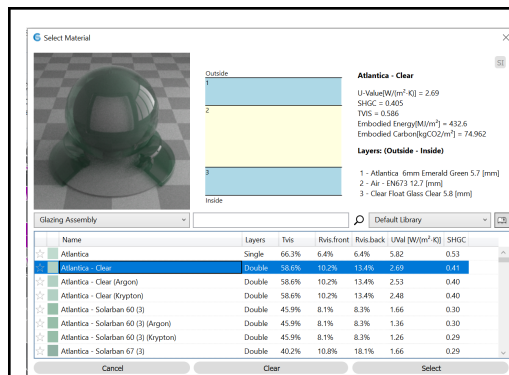 Select Material
SI
Outside
1
2
3
Inside
Atlantica - Clear
U-Value[W/(m²·K)] = 2.69
SHGC = 0.405
TVIS = 0.586
Embodied Energy[MJ/m²] = 432.6
Embodied Carbon[kgCO2/m²] = 74.962
Layers: (Outside - Inside)
1 - Atlantica 6mm Emerald Green 5.7 [mm]
2 - Air - EN673 12.7 [mm]
3 - Clear Float Glass Clear 5.8 [mm]
Glazing Assembly
Default Library
Name Layers Tvis Rvis.front Rvis.back UVal [W/(m²·K)] SHGC
Atlantica Single 66.3% 6.4% 6.4% 5.82 0.53
Atlantica - Clear Double 58.6% 10.2% 13.4% 2.69 0.41
Atlantica - Clear (Argon) Double 58.6% 10.2% 13.4% 2.53 0.40
Atlantica - Clear (Krypton) Double 58.6% 10.2% 13.4% 2.48 0.40
Atlantica - Solarban 60 (3) Double 45.9% 8.1% 8.3% 1.66 0.30
Atlantica - Solarban 60 (3) (Argon) Double 45.9% 8.1% 8.3% 1.36 0.30
Atlantica - Solarban 60 (3) (Krypton) Double 45.9% 8.1% 8.3% 1.26 0.29
Atlantica - Solarban 67 (3) Double 40.2% 10.8% 18.1% 1.66 0.29
Cancel Clear Select